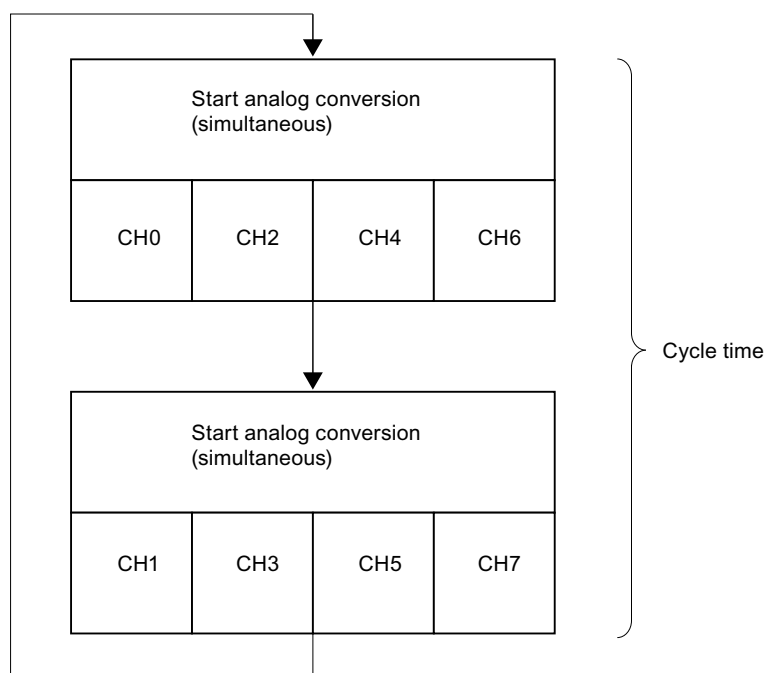 Start analog conversion
(simultaneous)
CH0 CH2 CH4 CH6
Cycle time
Start analog conversion
(simultaneous)
CH1 CH3 CH5 CH7